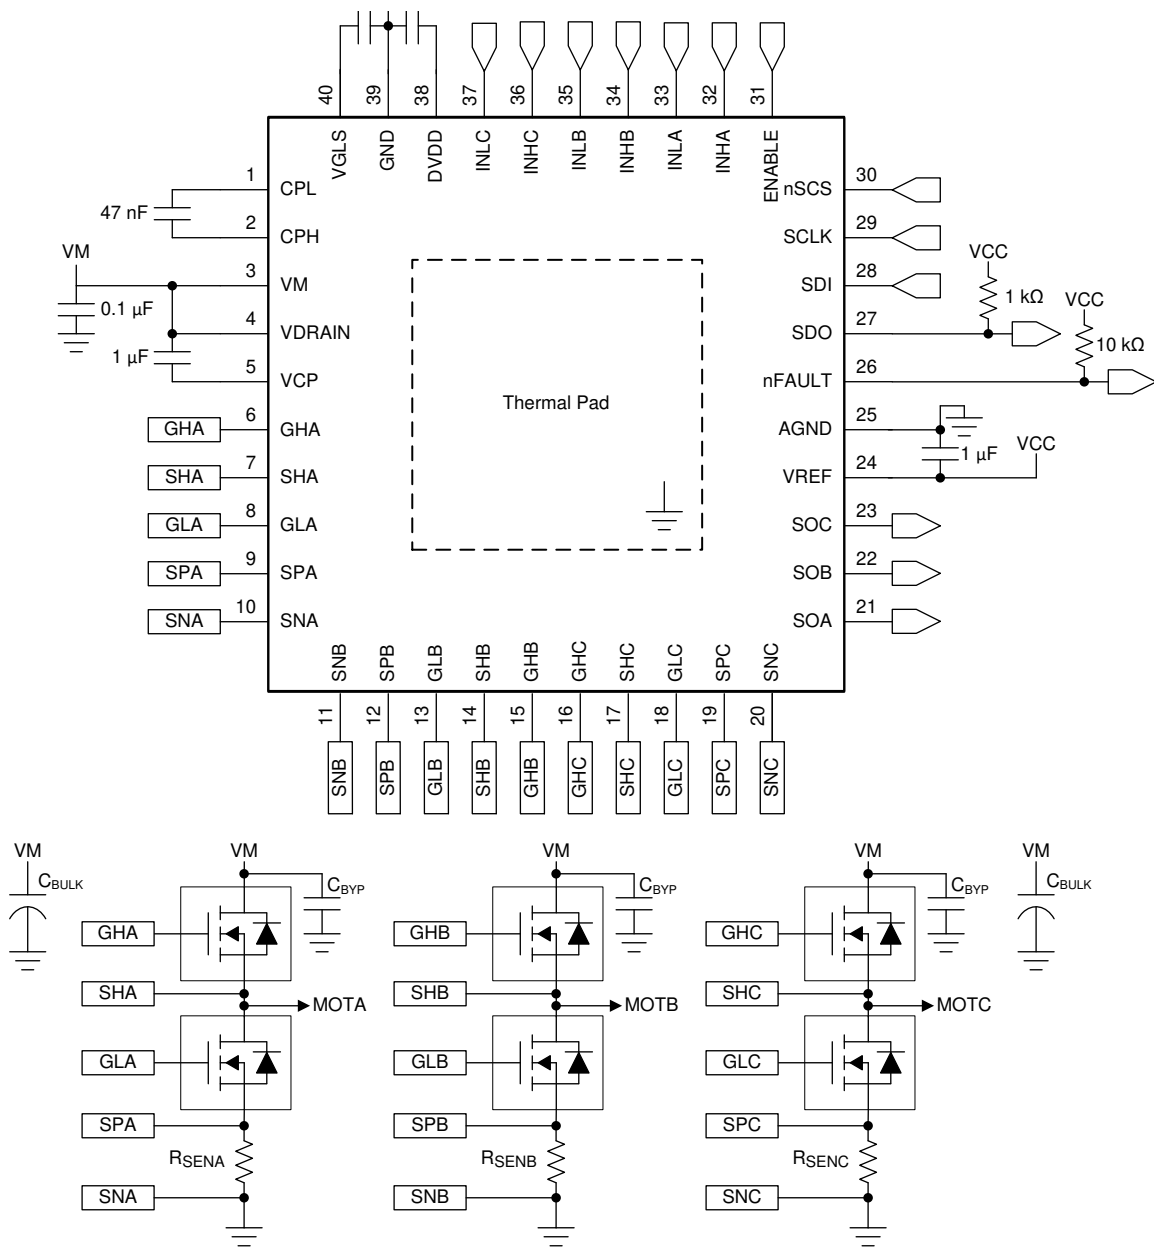 40 39 38 37 36 35 34 33 32 31
VGLS GND DVDD INLC INHC INLB INHB INLA INHA ENABLE
1 CPL
47 nF
2 CPH
VM
3 VM
0.1 µF
4 VDRAIN
1 µF
5 VCP
GHA 6 GHA
SHA 7 SHA
GLA 8 GLA
SPA 9 SPA
SNA 10 SNA
Thermal Pad
nSCS 30
SCLK 29
SDI 28
VCC
1 kΩ
SDO 27
VCC
10 kΩ
nFAULT 26
AGND 25
1 µF
VCC
VREF 24
SOC 23
SOB 22
SOA 21
SNB SPB GLB SHB GHB GHC SHC GLC SPC SNC
11 12 13 14 15 16 17 18 19 20
SNB SPB GLB SHB GHB GHC SHC GLC SPC SNC
VM
CBULK
VM
CBYP
GHA
SHA
MOTA
GLA
SPA
RSENA
SNA
VM
CBYP
GHB
SHB
MOTB
GLB
SPB
RSENB
SNB
VM
CBYP
GHC
SHC
MOTC
GLC
SPC
RSENC
SNC
VM
CBULK